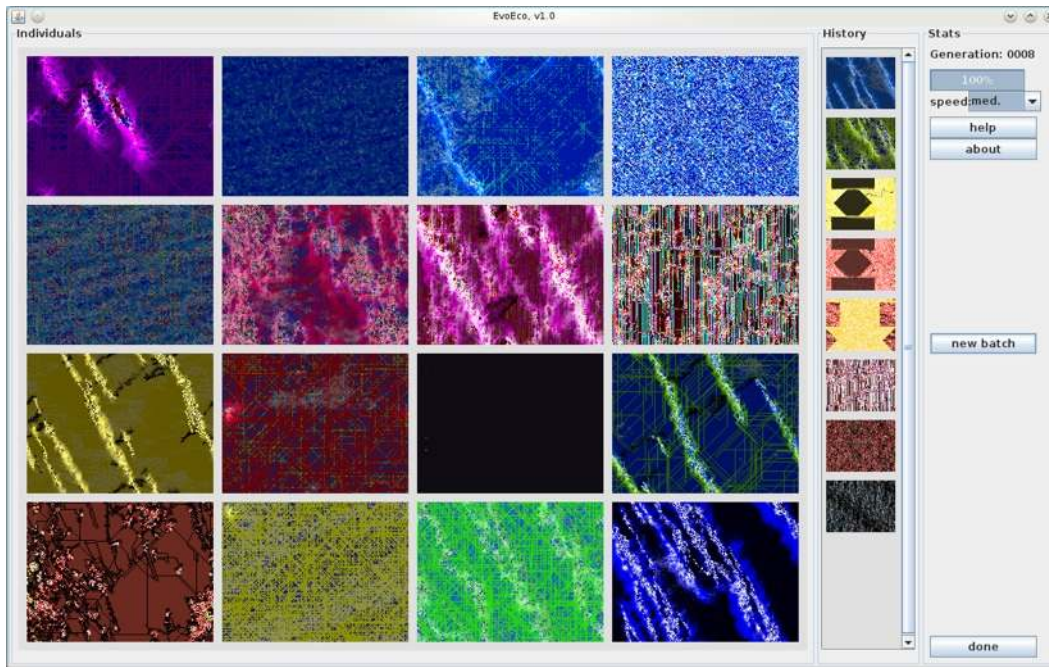 EvoEco, v1.0
Individuals
History
Stats
Generation: 0008
100%
speed: med.
help
about
new batch
done